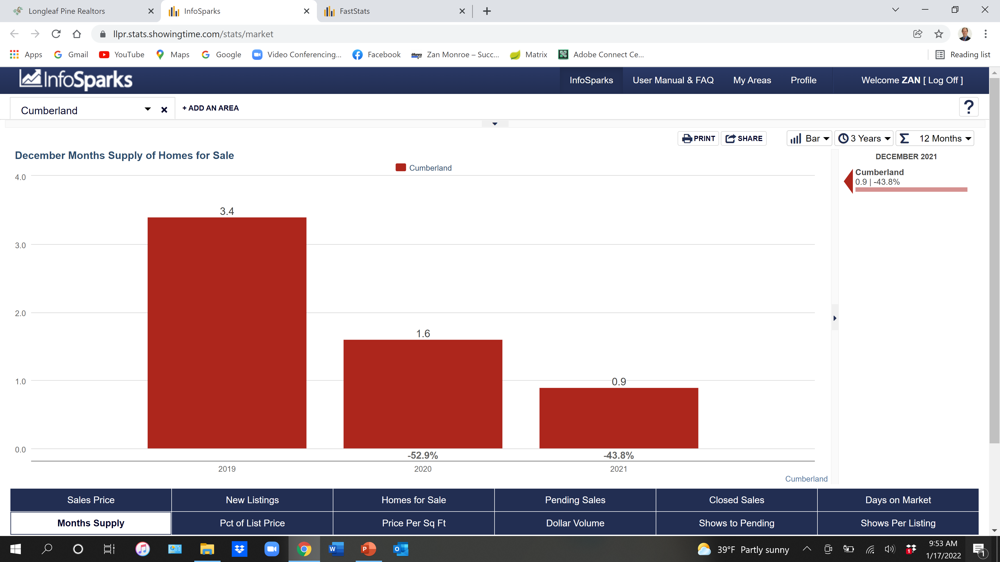 Longleaf Pine Realtors
InfoSparks
FastStats
llpr.stats.showingtime.com/stats/market
Apps
Gmail
YouTube
Maps
Google
Video Conferencing...
Facebook
Zan Monroe – Succ...
Matrix
Adobe Connect Ce...
Reading list
InfoSparks
InfoSparks
User Manual & FAQ
My Areas
Profile
Welcome ZAN [ Log Off ]
Cumberland
+ ADD AN AREA
?
PRINT
SHARE
Bar
3 Years
Σ 12 Months
December Months Supply of Homes for Sale
Cumberland
DECEMBER 2021
Cumberland
0.9 | -43.8%
4.0
3.0
2.0
1.0
0.0
3.4
1.6
0.9
-52.9%
-43.8%
2019
2020
2021
Cumberland
Sales Price
New Listings
Homes for Sale
Pending Sales
Closed Sales
Days on Market
Months Supply
Pct of List Price
Price Per Sq Ft
Dollar Volume
Shows to Pending
Shows Per Listing
39°F Partly sunny
9:53 AM
1/17/2022
1
1